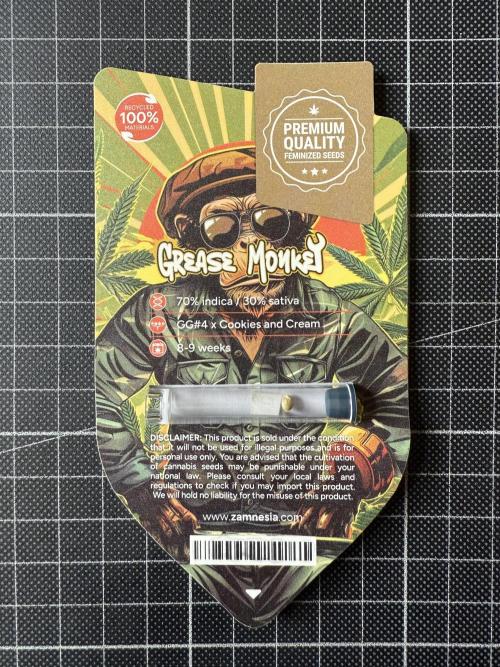 RECYCLED
100%
MATERIALS
PREMIUM
QUALITY
FEMINIZED SEEDS
GREASE MONKEY
70% indica / 30% sativa
GG#4 x Cookies and Cream
8-9 weeks
DISCLAIMER: This product is sold under the condition
that it will not be used for illegal purposes and is for
personal use only. You are advised that the cultivation
of cannabis seeds may be punishable under your
national law. Please consult your local laws and
regulations to check if you may import this product.
We will hold no liability for the misuse of this product.
www.zamnesia.com